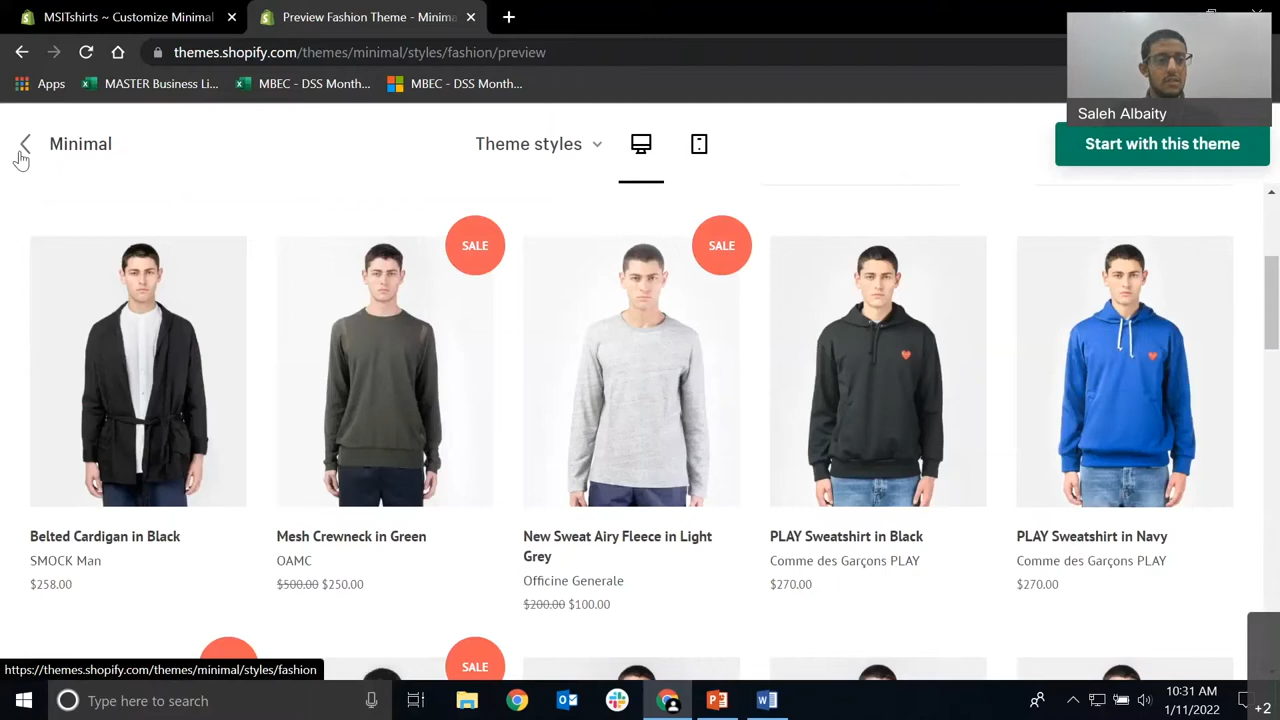 MSITshirts ~ Customize Minimal
Preview Fashion Theme - Minima
themes.shopify.com/themes/minimal/styles/fashion/preview
Apps
MASTER Business Li...
MBEC - DSS Month...
MBEC - DSS Month...
Saleh Albaity
Minimal
Theme styles
Start with this theme
SALE
SALE
Belted Cardigan in Black
SMOCK Man
$258.00
Mesh Crewneck in Green
OAMC
$500.00 $250.00
New Sweat Airy Fleece in Light
Grey
Officine Generale
$200.00 $100.00
PLAY Sweatshirt in Black
Comme des Garçons PLAY
$270.00
PLAY Sweatshirt in Navy
Comme des Garçons PLAY
$270.00
SALE
https://themes.shopify.com/themes/minimal/styles/fashion
Type here to search
10:31 AM
1/11/2022
+2